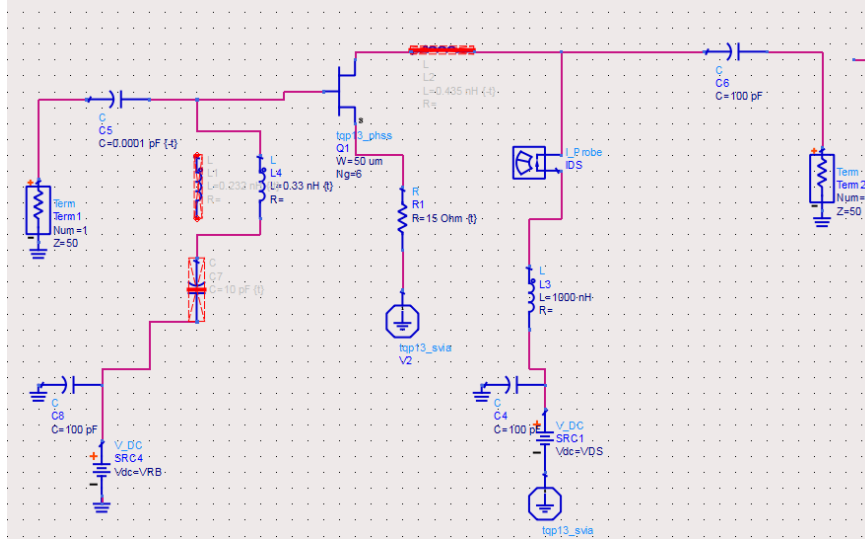 C
C5
C=0.0001 pF {-t}
Term
Term1
Num=1
Z=50
L
L1
L=0.233 nH {t}
R=
L
L4
L=0.33 nH {t}
R=
C
C7
C=10 pF {t}
C
C8
C=100 pF
V_DC
SRC4
Vdc=VRB
L
L2
L=0.435 nH {-t}
R=
tqp13_phss
Q1
W=50 um
Ng=6
R
R1
R=15 Ohm {t}
tqp13_svia
V2
I_Probe
IDS
L
L3
L=1000 nH
R=
C
C4
C=100 pF
V_DC
SRC1
Vdc=VDS
tqp13_svia
C
C6
C=100 pF
Term
Term2
Num=
Z=50